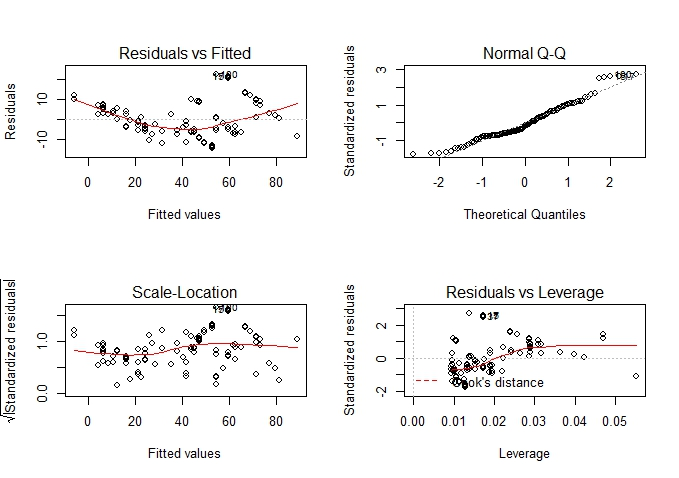 Residuals vs Fitted
Residuals
-10
10
0
20
40
60
80
Fitted values
Normal Q-Q
Standardized residuals
-1
1
3
-2
-1
0
1
2
Theoretical Quantiles
Scale-Location
√|Standardized residuals|
0.0
1.0
0
20
40
60
80
Fitted values
Residuals vs Leverage
Standardized residuals
-2
0
2
Cook's distance
0.00
0.01
0.02
0.03
0.04
0.05
Leverage